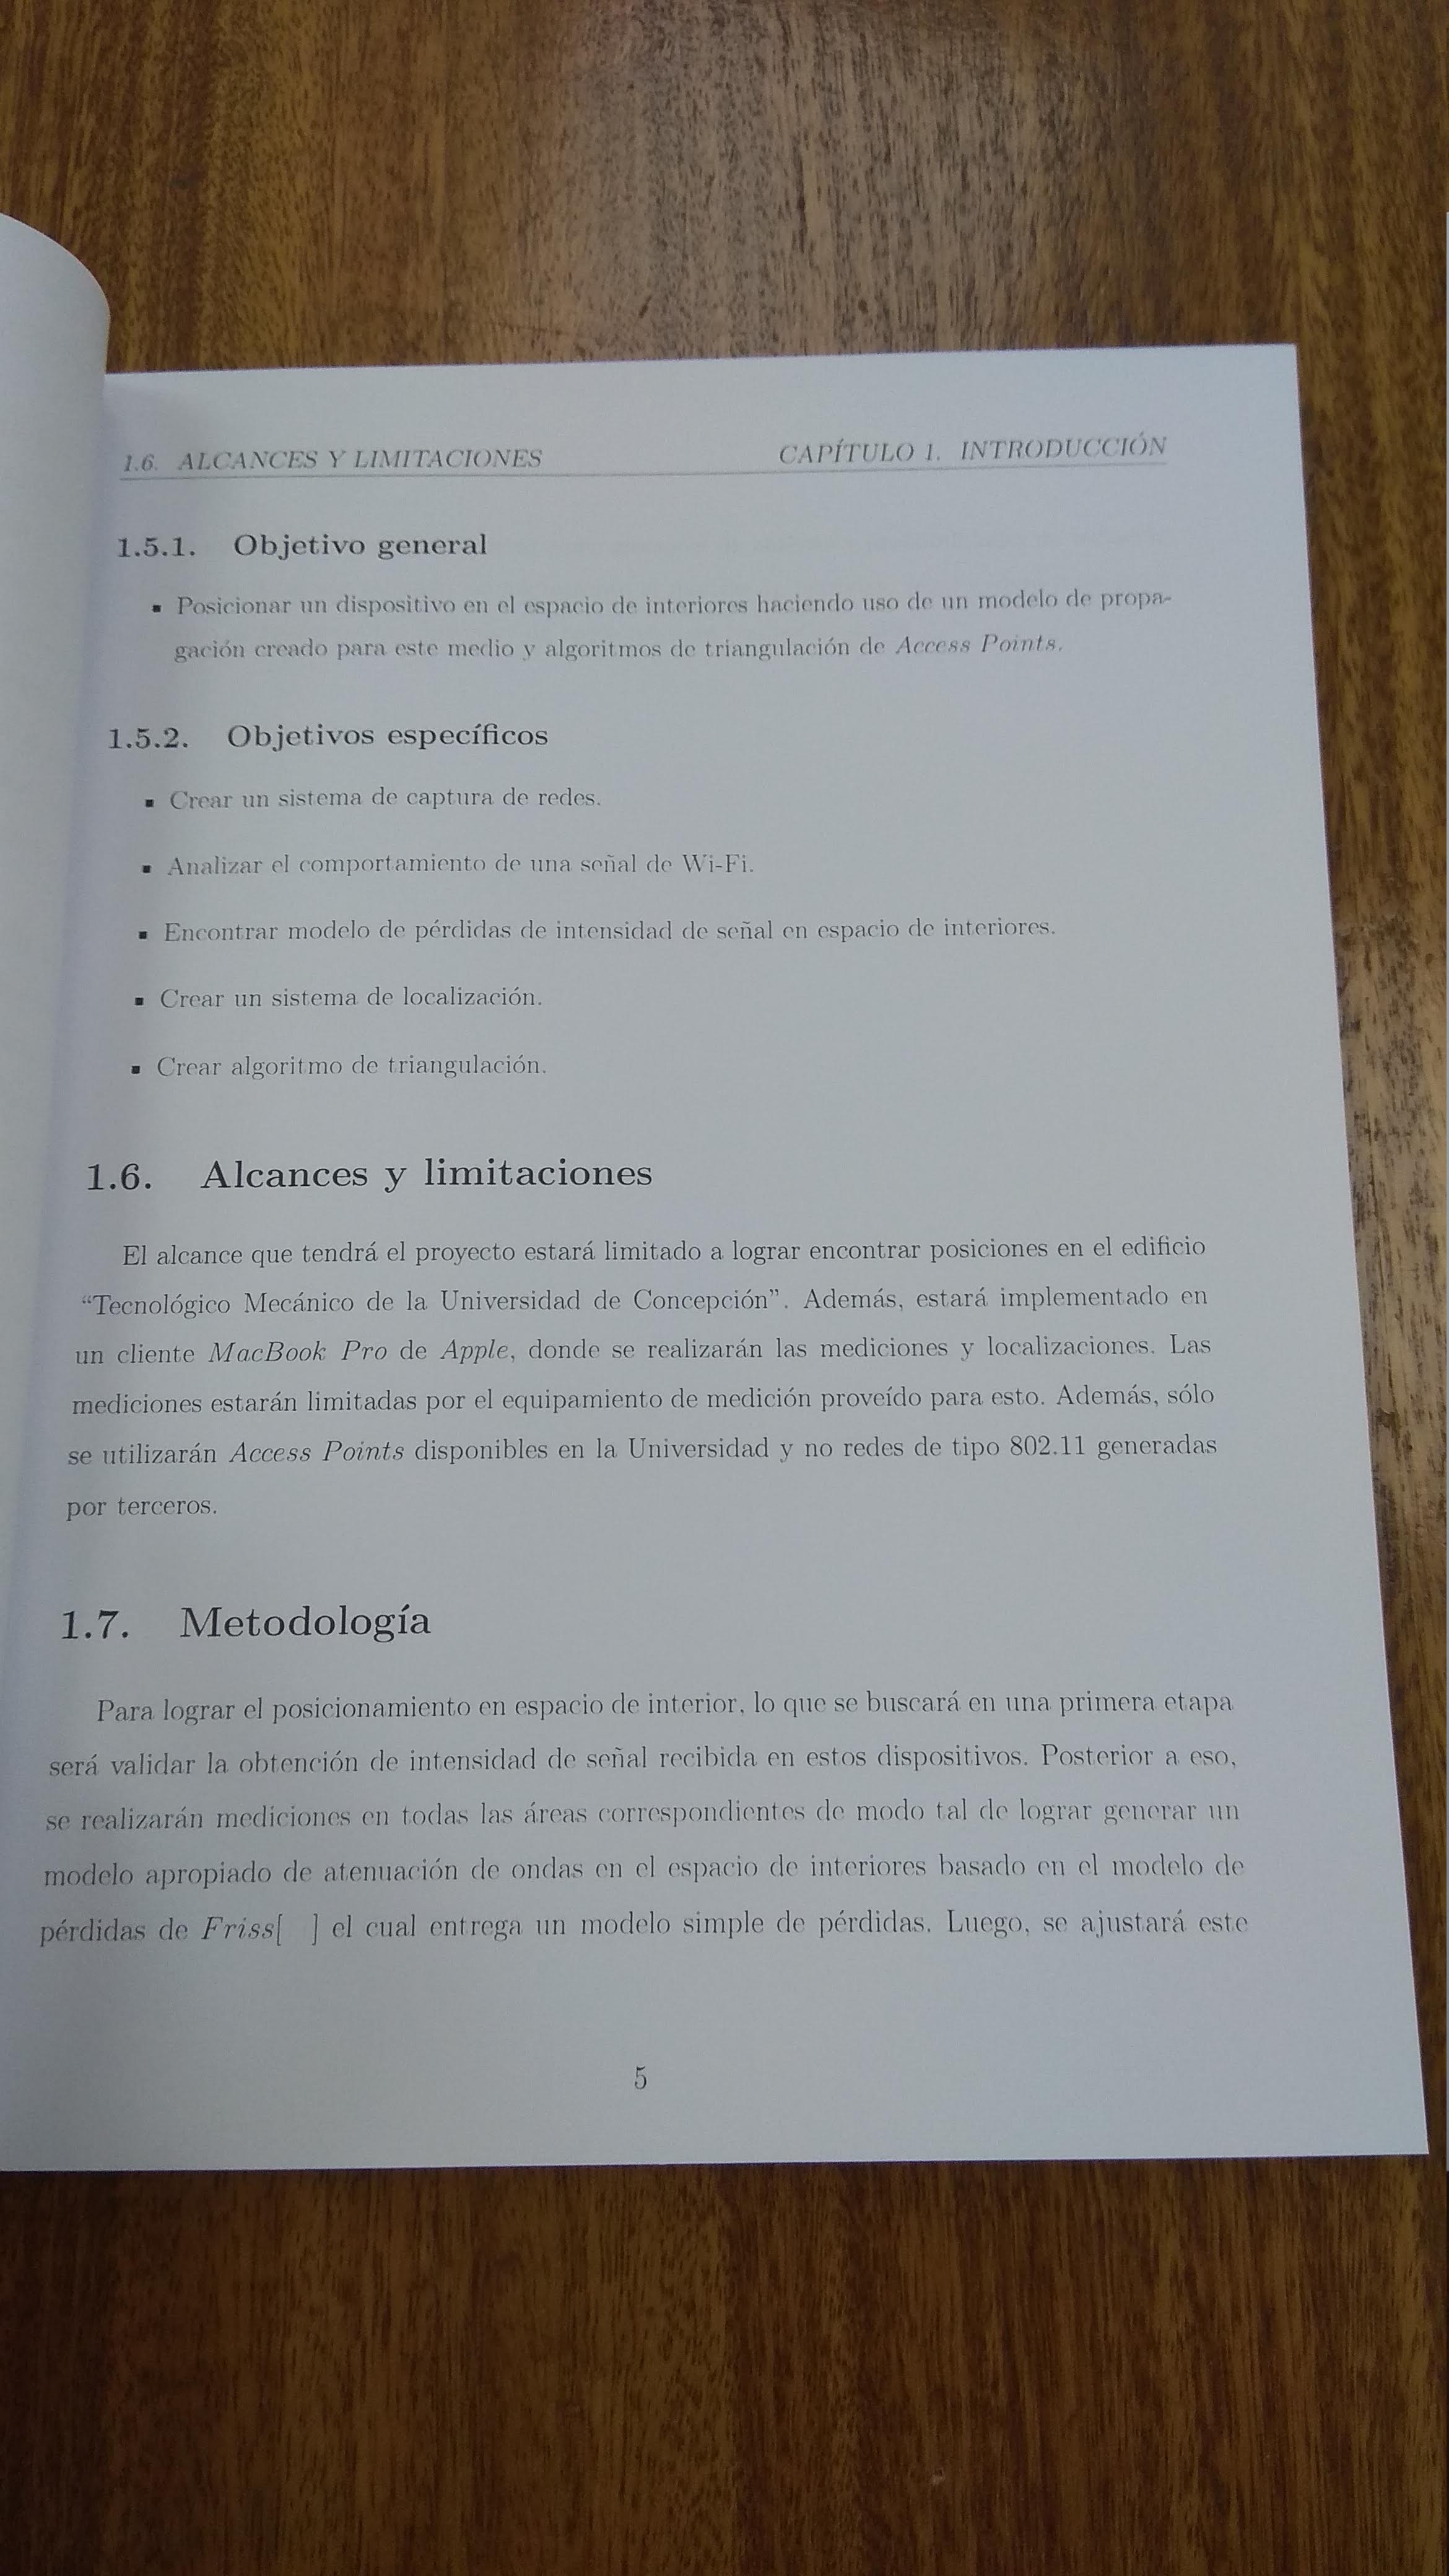 1.6. ALCANCES Y LIMITACIONES CAPÍTULO 1. INTRODUCCIÓN
1.5.1. Objetivo general
▪ Posicionar un dispositivo en el espacio de interiores haciendo uso de un modelo de propa-
gación creado para este medio y algoritmos de triangulación de Access Points.
1.5.2. Objetivos específicos
▪ Crear un sistema de captura de redes.
▪ Analizar el comportamiento de una señal de Wi-Fi.
▪ Encontrar modelo de pérdidas de intensidad de señal en espacio de interiores.
▪ Crear un sistema de localización.
▪ Crear algoritmo de triangulación.
1.6. Alcances y limitaciones
El alcance que tendrá el proyecto estará limitado a lograr encontrar posiciones en el edificio
“Tecnológico Mecánico de la Universidad de Concepción”. Además, estará implementado en
un cliente MacBook Pro de Apple, donde se realizarán las mediciones y localizaciones. Las
mediciones estarán limitadas por el equipamiento de medición proveído para esto. Además, sólo
se utilizarán Access Points disponibles en la Universidad y no redes de tipo 802.11 generadas
por terceros.
1.7. Metodología
Para lograr el posicionamiento en espacio de interior, lo que se buscará en una primera etapa
será validar la obtención de intensidad de señal recibida en estos dispositivos. Posterior a eso,
se realizarán mediciones en todas las áreas correspondientes de modo tal de lograr generar un
modelo apropiado de atenuación de ondas en el espacio de interiores basado en el modelo de
pérdidas de Friss[ ] el cual entrega un modelo simple de pérdidas. Luego, se ajustará este
5